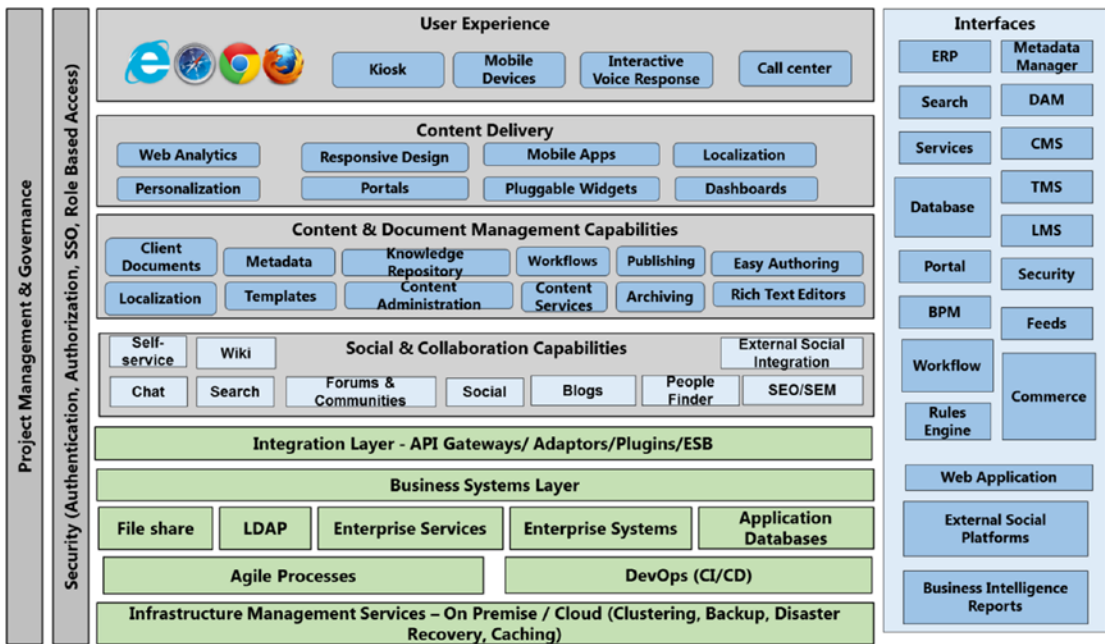 Project Management & Governance
Security (Authentication, Authorization, SSO, Role Based Access)
User Experience
Kiosk
Mobile
Devices
Interactive
Voice Response
Call center
Content Delivery
Web Analytics
Responsive Design
Mobile Apps
Localization
Personalization
Portals
Pluggable Widgets
Dashboards
Content & Document Management Capabilities
Client
Documents
Metadata
Knowledge
Repository
Workflows
Publishing
Easy Authoring
Localization
Templates
Content
Administration
Content
Services
Archiving
Rich Text Editors
Social & Collaboration Capabilities
Self-
service
Wiki
External Social
Integration
Chat
Search
Forums &
Communities
Social
Blogs
People
Finder
SEO/SEM
Integration Layer - API Gateways/ Adaptors/Plugins/ESB
Business Systems Layer
File share
LDAP
Enterprise Services
Enterprise Systems
Application
Databases
Agile Processes
DevOps (CI/CD)
Infrastructure Management Services – On Premise / Cloud (Clustering, Backup, Disaster
Recovery, Caching)
Interfaces
ERP
Metadata
Manager
Search
DAM
Services
CMS
Database
TMS
LMS
Portal
Security
BPM
Feeds
Workflow
Commerce
Rules
Engine
Web Application
External Social
Platforms
Business Intelligence
Reports